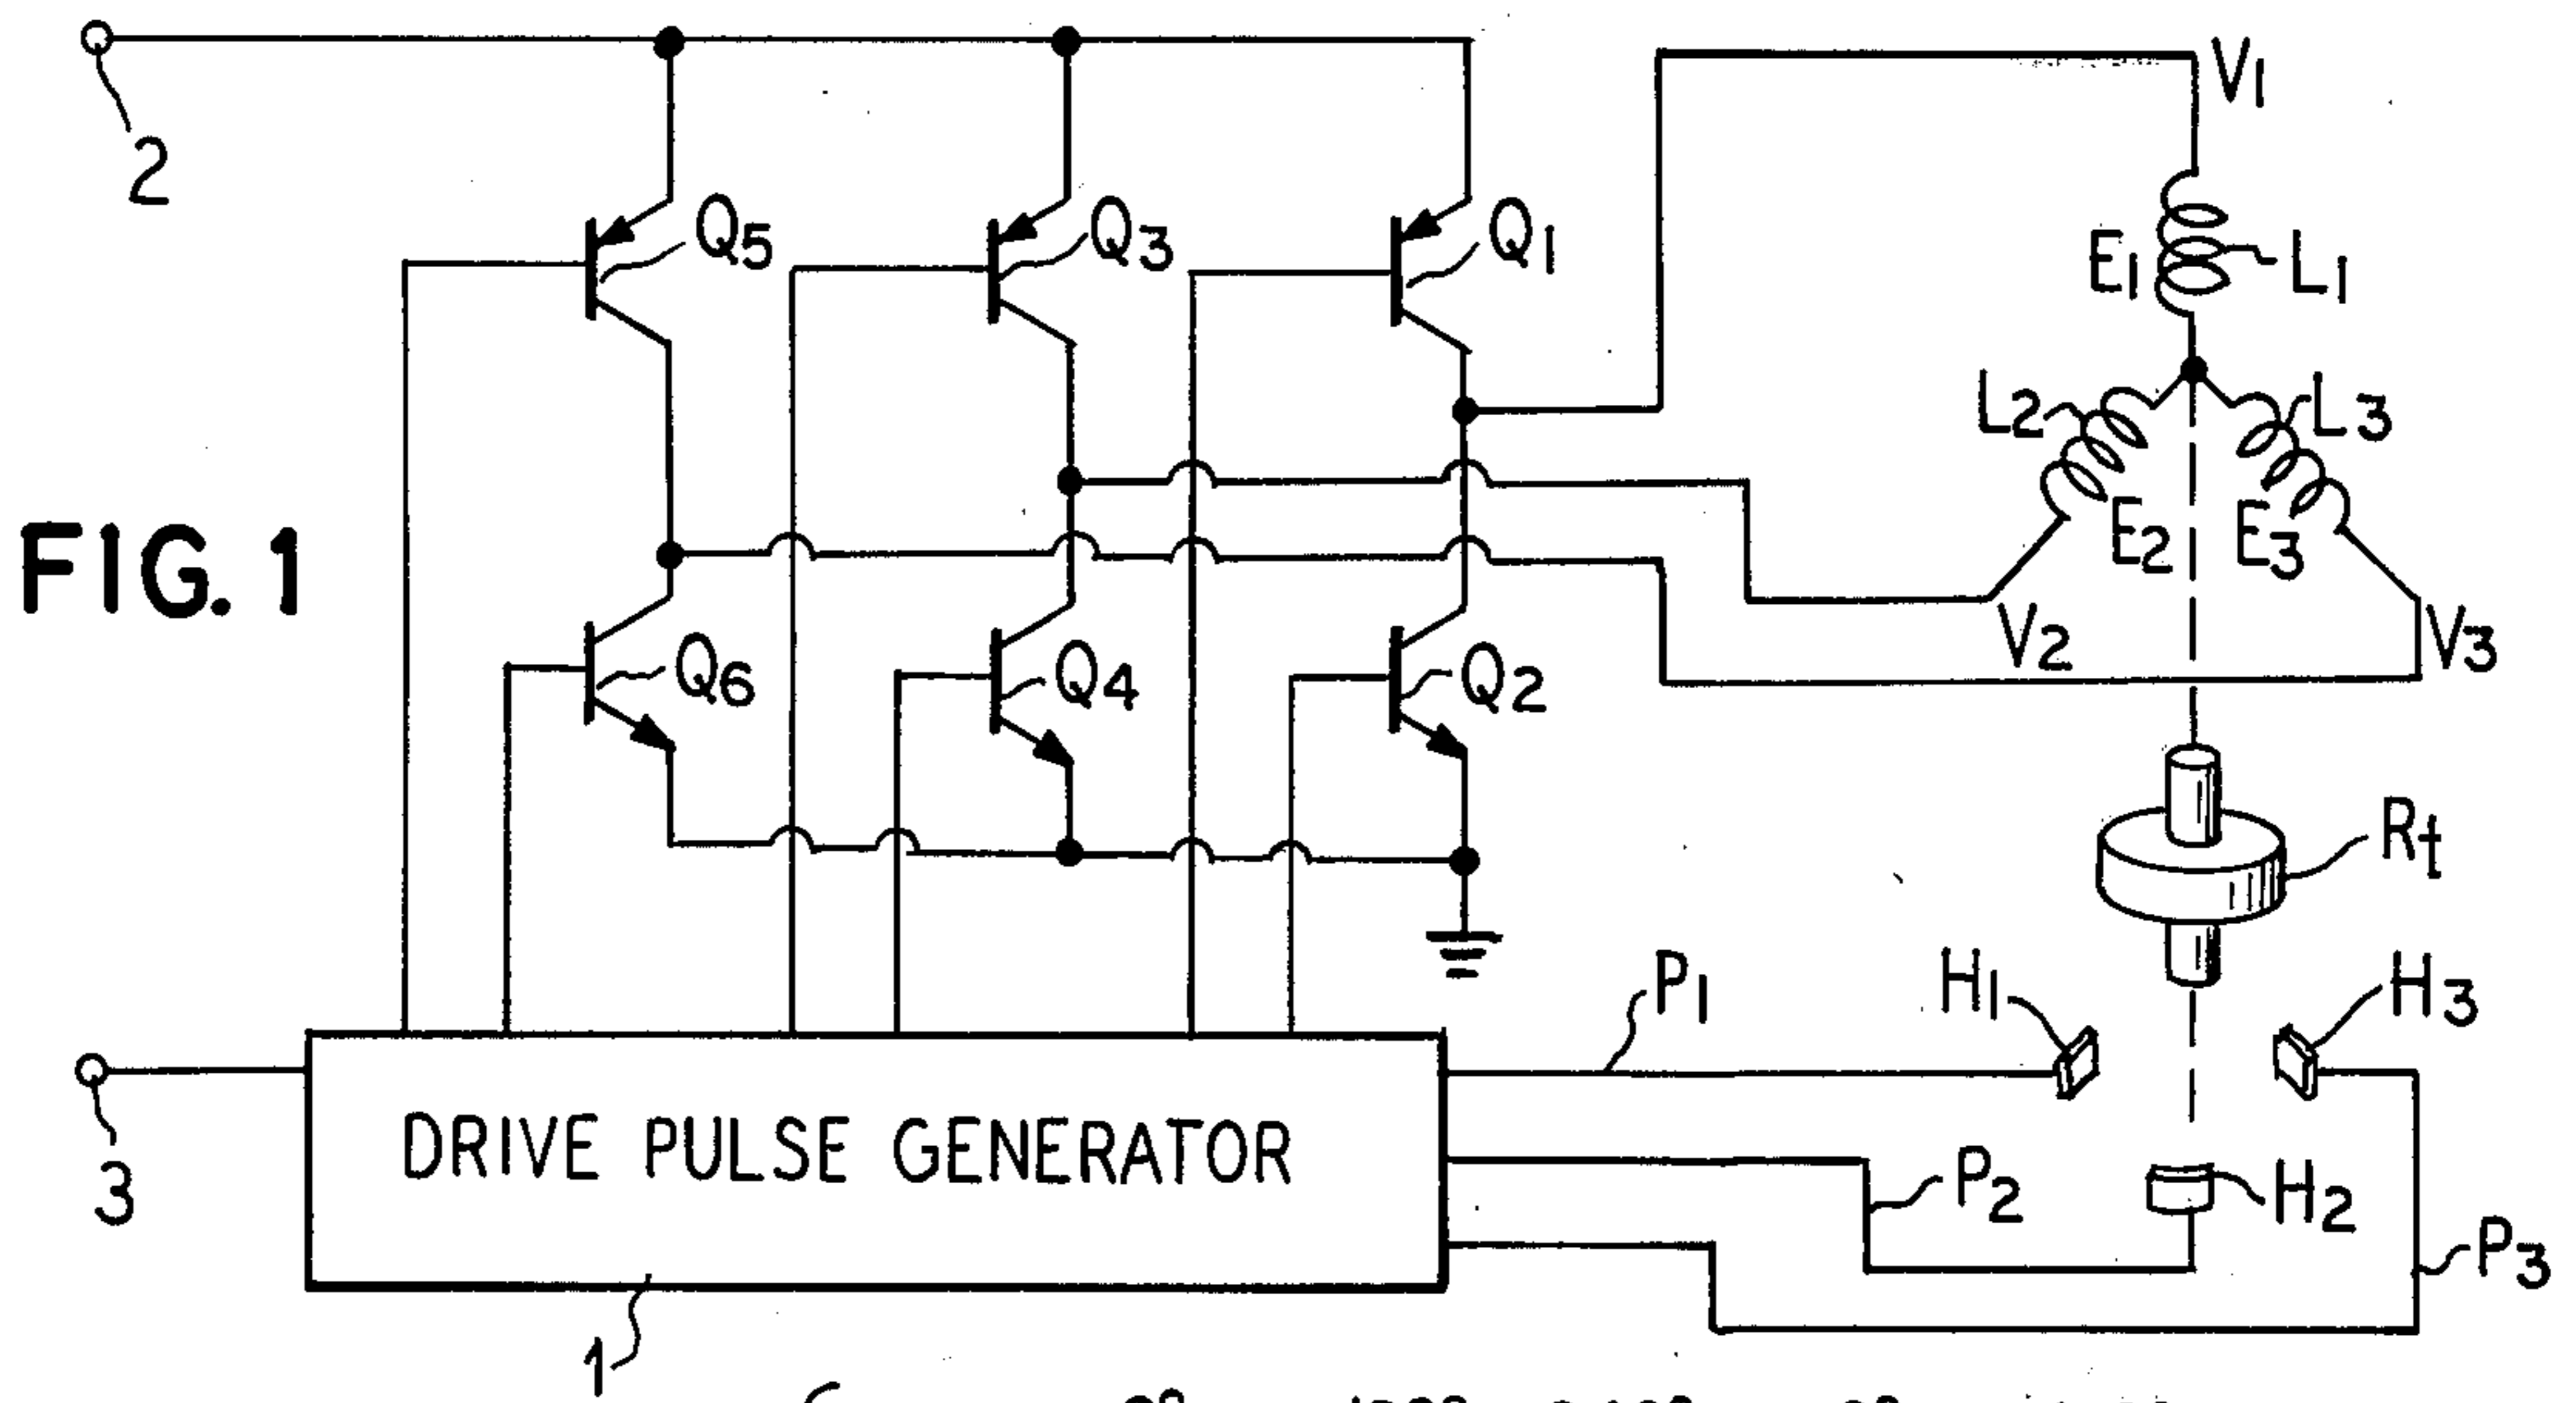 V1
2
Q5
Q3
Q1
E1
L1
L2
L3
FIG. 1
E2
E3
Q6
Q4
Q2
V2
V3
Rt
P1
H1
H3
3
DRIVE PULSE GENERATOR
P2
H2
P3
1